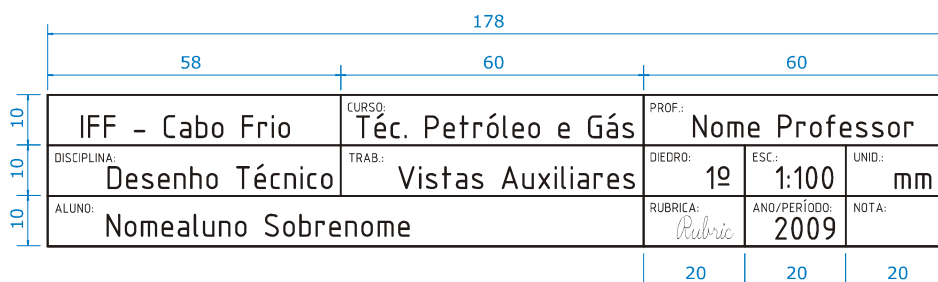 178
58 60 60
10 IFF - Cabo Frio CURSO: Téc. Petróleo e Gás PROF.: Nome Professor
10 DISCIPLINA: Desenho Técnico TRAB.: Vistas Auxiliares DIEDRO: 1º ESC.: 1:100 UNID.: mm
10 ALUNO: Nomealuno Sobrenome RUBRICA: Rubric ANO/PERÍODO: 2009 NOTA:
20 20 20